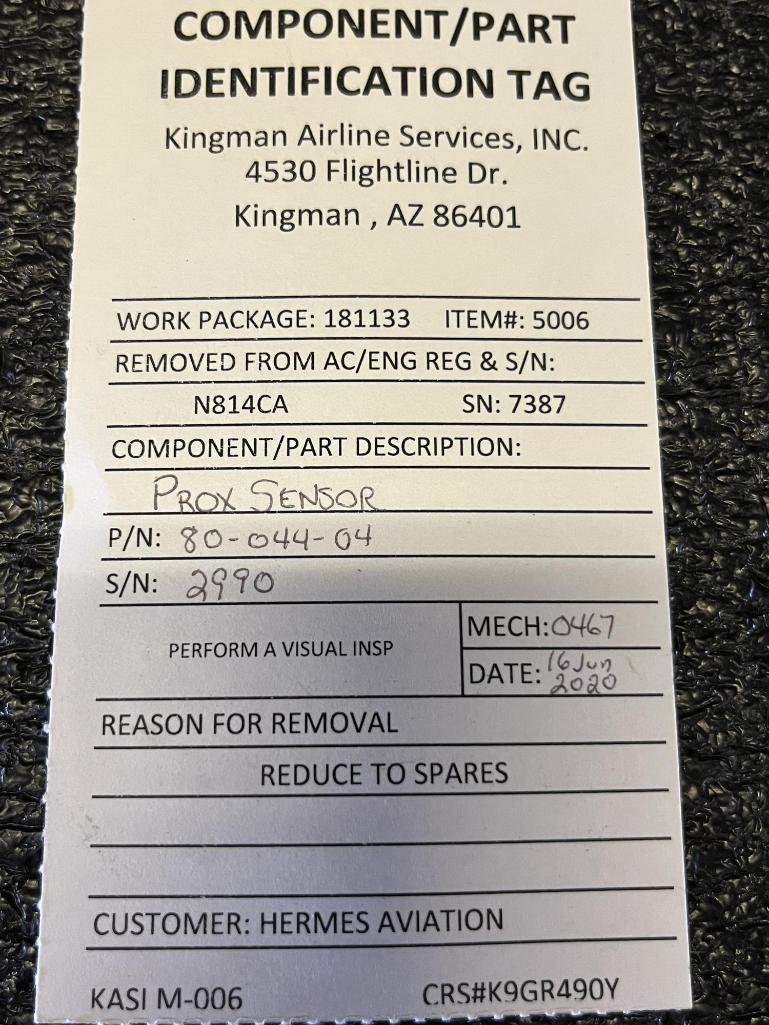 COMPONENT/PART
IDENTIFICATION TAG
Kingman Airline Services, INC.
4530 Flightline Dr.
Kingman , AZ 86401
WORK PACKAGE: 181133 ITEM#: 5006
REMOVED FROM AC/ENG REG & S/N:
N814CA SN: 7387
COMPONENT/PART DESCRIPTION:
PROX SENSOR
P/N: 80-044-04
S/N: 2990
PERFORM A VISUAL INSP
MECH: 0467
DATE: 16 Jun
2020
REASON FOR REMOVAL
REDUCE TO SPARES
CUSTOMER: HERMES AVIATION
KASI M-006 CRS#K9GR490Y